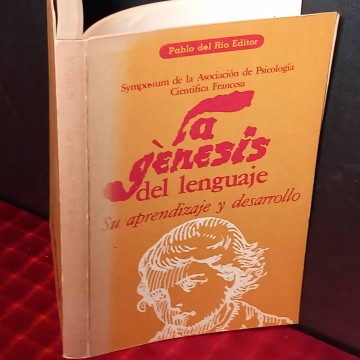 Pablo del Río Editor
Symposium de la Asociación de Psicología
Científica Francesa
la
gènesis
del lenguaje
Su aprendizaje y desarrollo